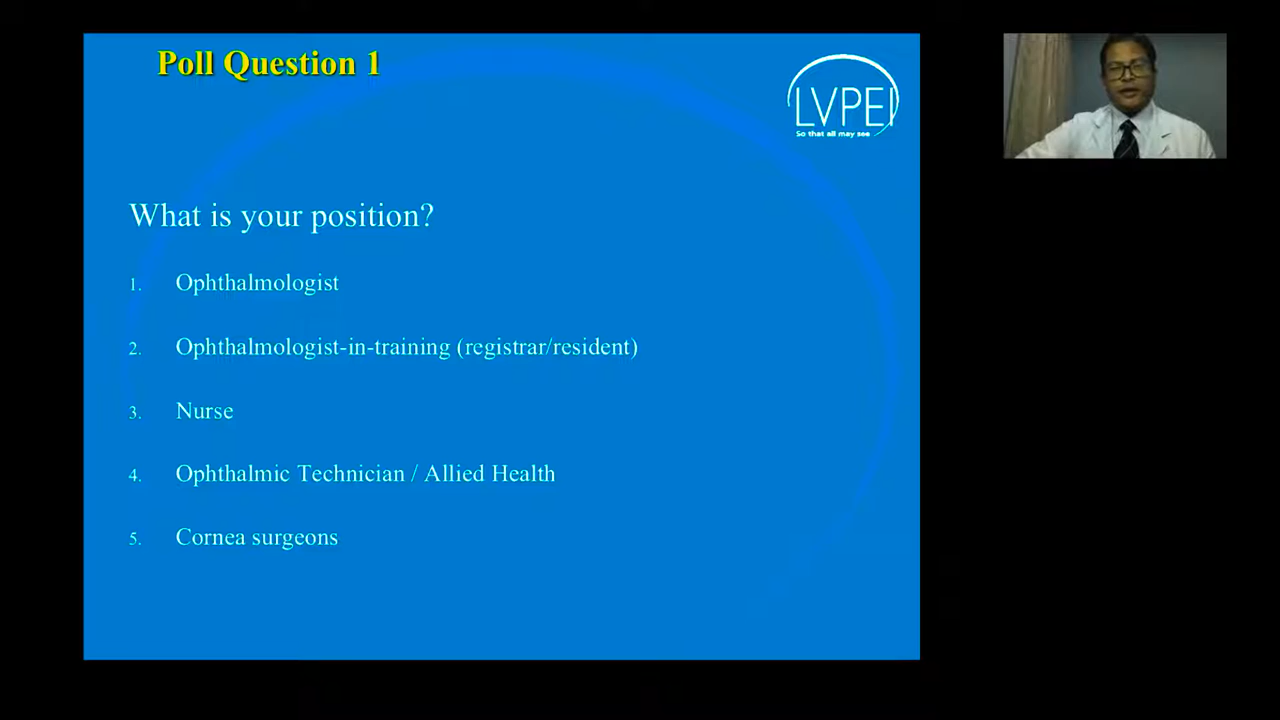 Poll Question 1
LVPEI
So that all may see
What is your position?
1. Ophthalmologist
2. Ophthalmologist-in-training (registrar/resident)
3. Nurse
4. Ophthalmic Technician / Allied Health
5. Cornea surgeons